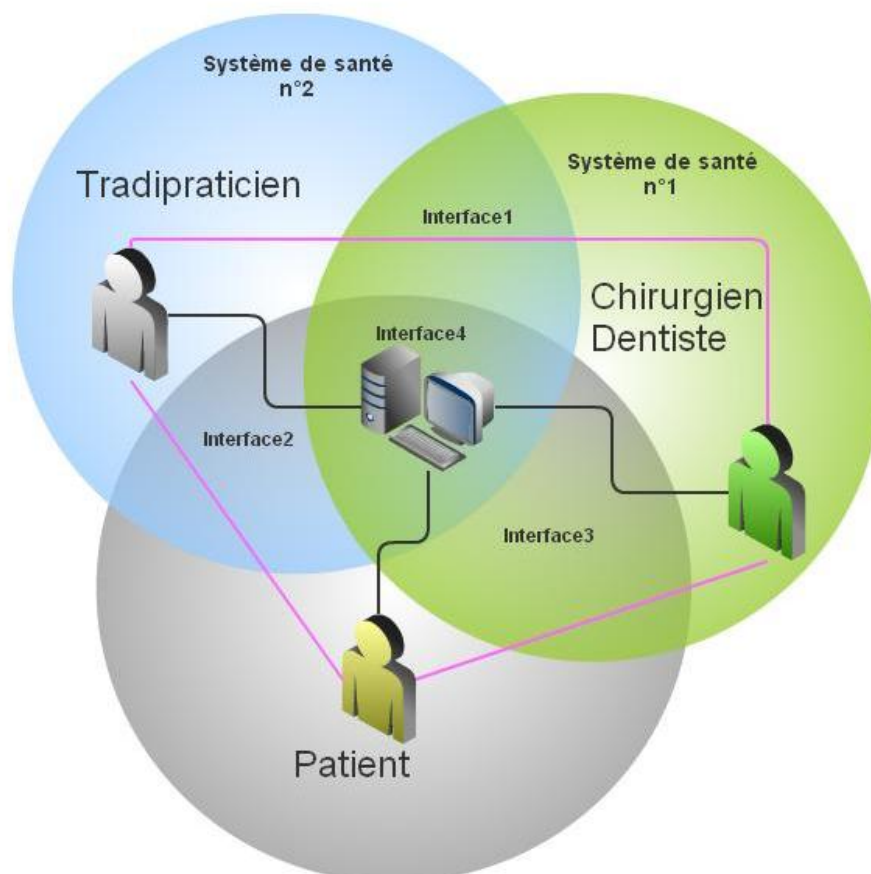 Système de santé
n°2
Système de santé
n°1
Tradipraticien
Interface1
Chirurgien
Dentiste
Interface4
Interface2
Interface3
Patient